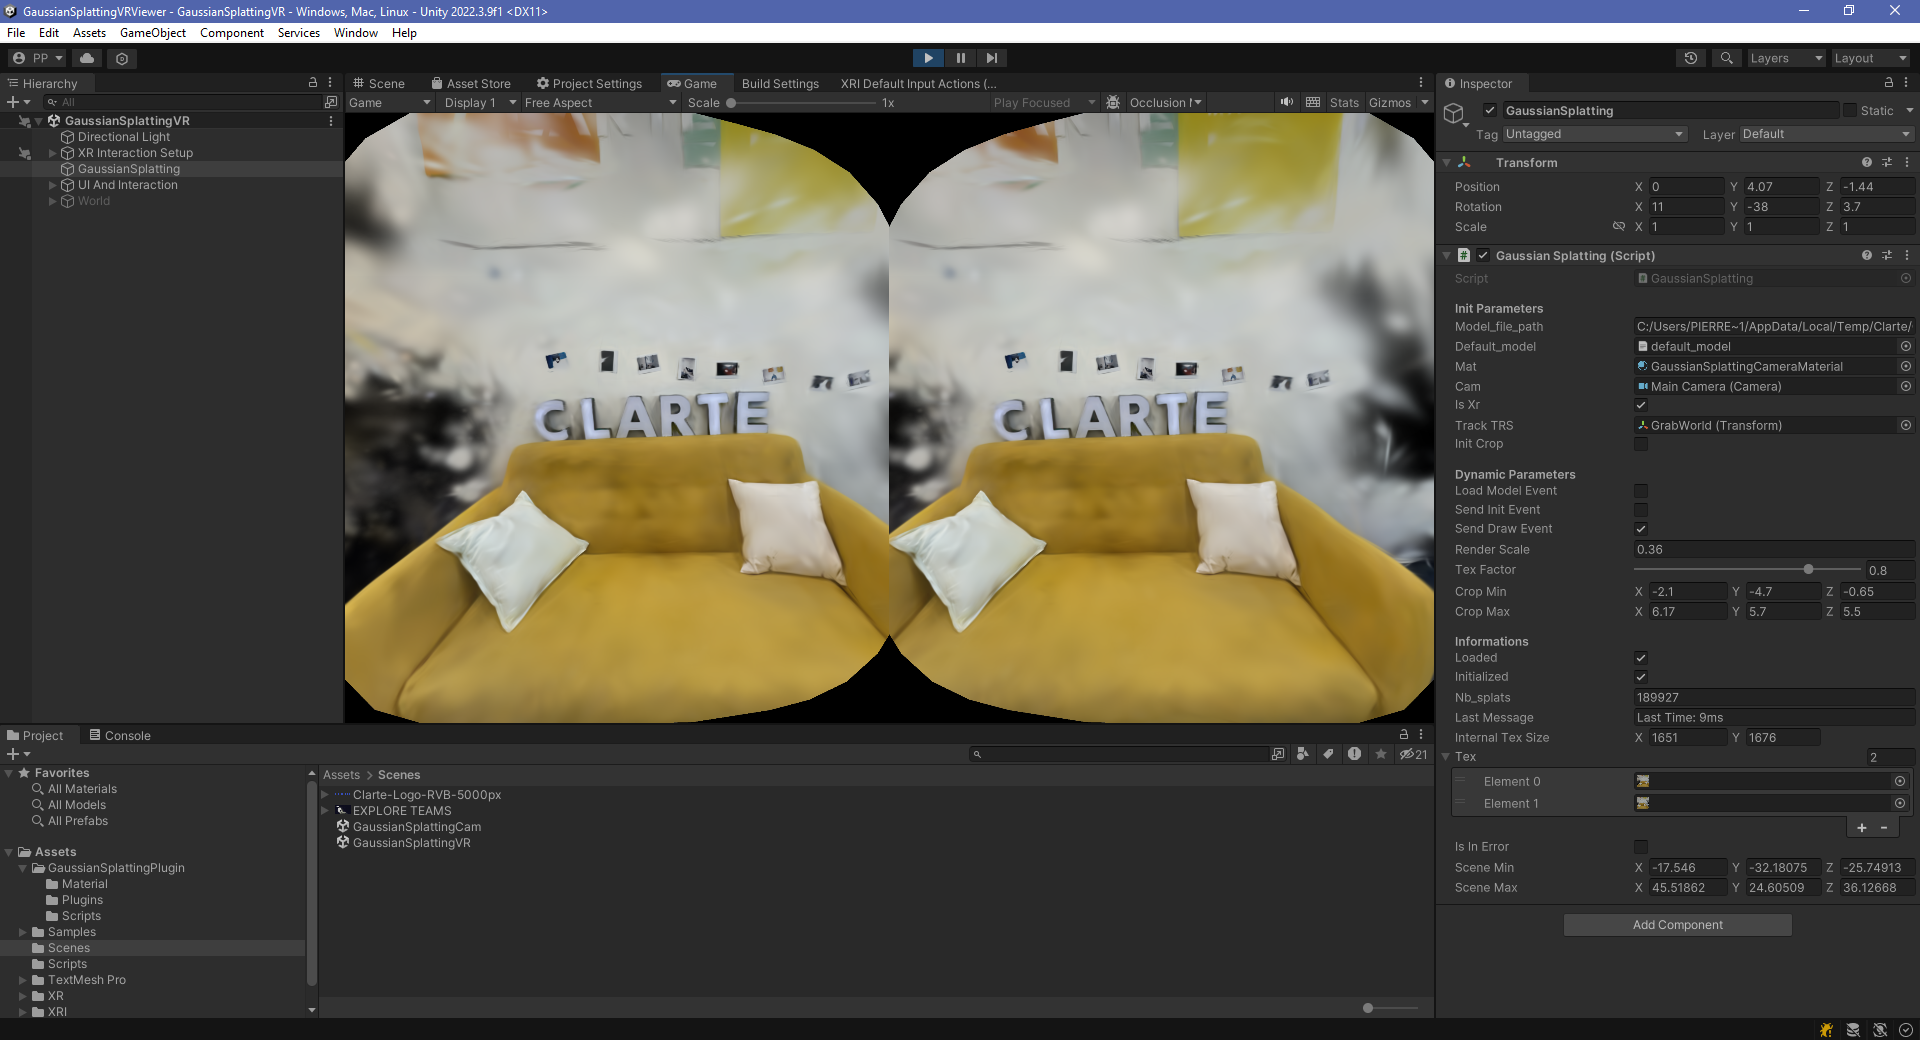 GaussianSplattingVRViewer - GaussianSplattingVR - Windows, Mac, Linux - Unity 2022.3.9f1 <DX11>
File Edit Assets GameObject Component Services Window Help
PP
Layers Layout
Hierarchy
All
GaussianSplattingVR
Directional Light
XR Interaction Setup
GaussianSplatting
UI And Interaction
World
Scene Asset Store Project Settings Game Build Settings XRI Default Input Actions (...
Game Display 1 Free Aspect Scale 1x Play Focused Occlusion Stats Gizmos
CLARTE CLARTE
Inspector
GaussianSplatting Static
Tag Untagged Layer Default
Transform
Position X 0 Y 4.07 Z -1.44
Rotation X 11 Y -38 Z 3.7
Scale X 1 Y 1 Z 1
# Gaussian Splatting (Script)
Script GaussianSplatting
Init Parameters
Model_file_path C:/Users/PIERRE~1/AppData/Local/Temp/Clarte/
Default_model default_model
Mat GaussianSplattingCameraMaterial
Cam Main Camera (Camera)
Is Xr
Track TRS GrabWorld (Transform)
Init Crop
Dynamic Parameters
Load Model Event
Send Init Event
Send Draw Event
Render Scale 0.36
Tex Factor 0.8
Crop Min X -2.1 Y -4.7 Z -0.65
Crop Max X 6.17 Y 5.7 Z 5.5
Informations
Loaded
Initialized
Nb_splats 189927
Last Message Last Time: 9ms
Internal Tex Size X 1651 Y 1676
Tex 2
Element 0
Element 1
+ -
Is In Error
Scene Min X -17.546 Y -32.18075 Z -25.74913
Scene Max X 45.51862 Y 24.60509 Z 36.12668
Add Component
Project Console
21
Favorites
All Materials
All Models
All Prefabs
Assets
GaussianSplattingPlugin
Material
Plugins
Scripts
Samples
Scenes
Scripts
TextMesh Pro
XR
XRI
Assets > Scenes
Clarte-Logo-RVB-5000px
EXPLORE TEAMS
GaussianSplattingCam
GaussianSplattingVR